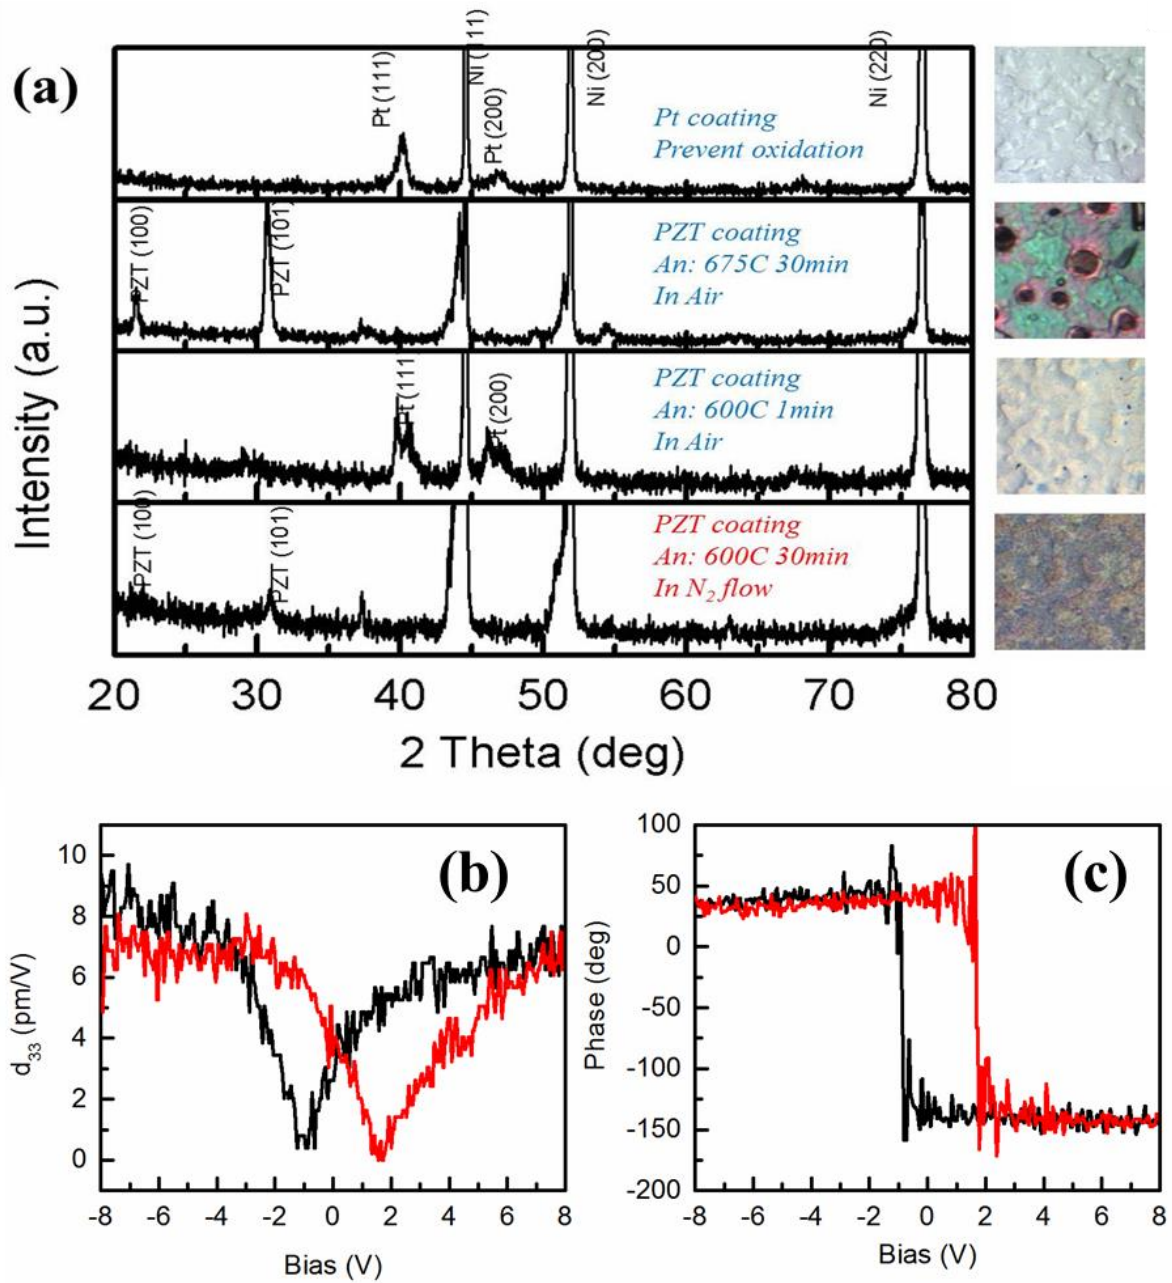 (a)
Intensity (a.u.)
Pt (111)
Ni (111)
Pt (200)
Ni (200)
Ni (220)
Pt coating
Prevent oxidation
PZT (100)
PZT (101)
PZT coating
An: 675C 30min
In Air
Pt (111
Pt (200)
PZT coating
An: 600C 1min
In Air
PZT (100)
PZT (101)
PZT coating
An: 600C 30min
In N₂ flow
20 30 40 50 60 70 80
2 Theta (deg)
(b)
d₃₃ (pm/V)
10
8
6
4
2
0
-8 -6 -4 -2 0 2 4 6 8
Bias (V)
(c)
Phase (deg)
100
50
0
-50
-100
-150
-200
-8 -6 -4 -2 0 2 4 6 8
Bias (V)